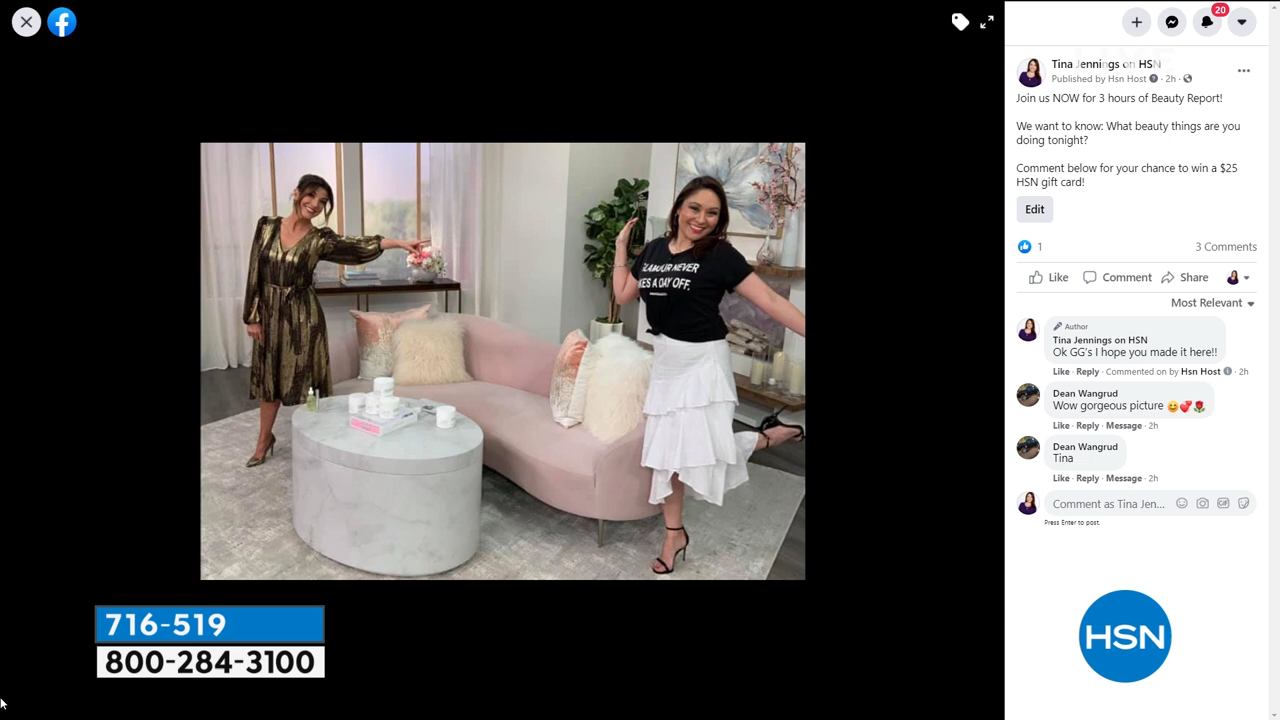 20
Tina Jennings on HSN
Published by Hsn Host · 2h ·
Join us NOW for 3 hours of Beauty Report!
We want to know: What beauty things are you
doing tonight?
Comment below for your chance to win a $25
HSN gift card!
Edit
1
3 Comments
Like Comment Share
Most Relevant
Author
Tina Jennings on HSN
Ok GG's I hope you made it here!!
Like · Reply · Commented on by Hsn Host · 2h
Dean Wangrud
Wow gorgeous picture 😊💕🌹
Like · Reply · Message · 2h
Dean Wangrud
Tina
Like · Reply · Message · 2h
Comment as Tina Jen...
GIF
Press Enter to post.
NEVER
A DAY OFF.
716-519
800-284-3100
HSN